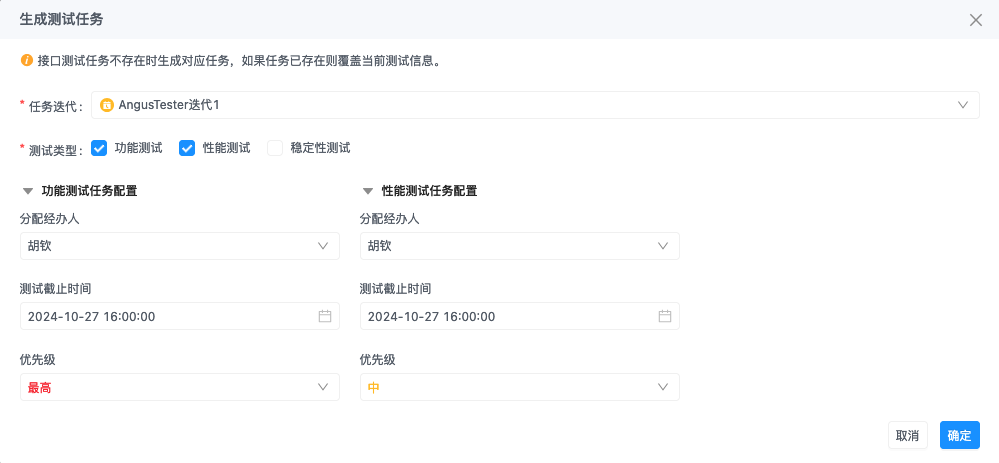 生成测试任务
接口测试任务不存在时生成对应任务，如果任务已存在则覆盖当前测试信息。
* 任务迭代： AngusTester迭代1
* 测试类型： 功能测试 性能测试 稳定性测试
功能测试任务配置 性能测试任务配置
分配经办人 分配经办人
胡钦 胡钦
测试截止时间 测试截止时间
2024-10-27 16:00:00 2024-10-27 16:00:00
优先级 优先级
最高 中
取消 确定